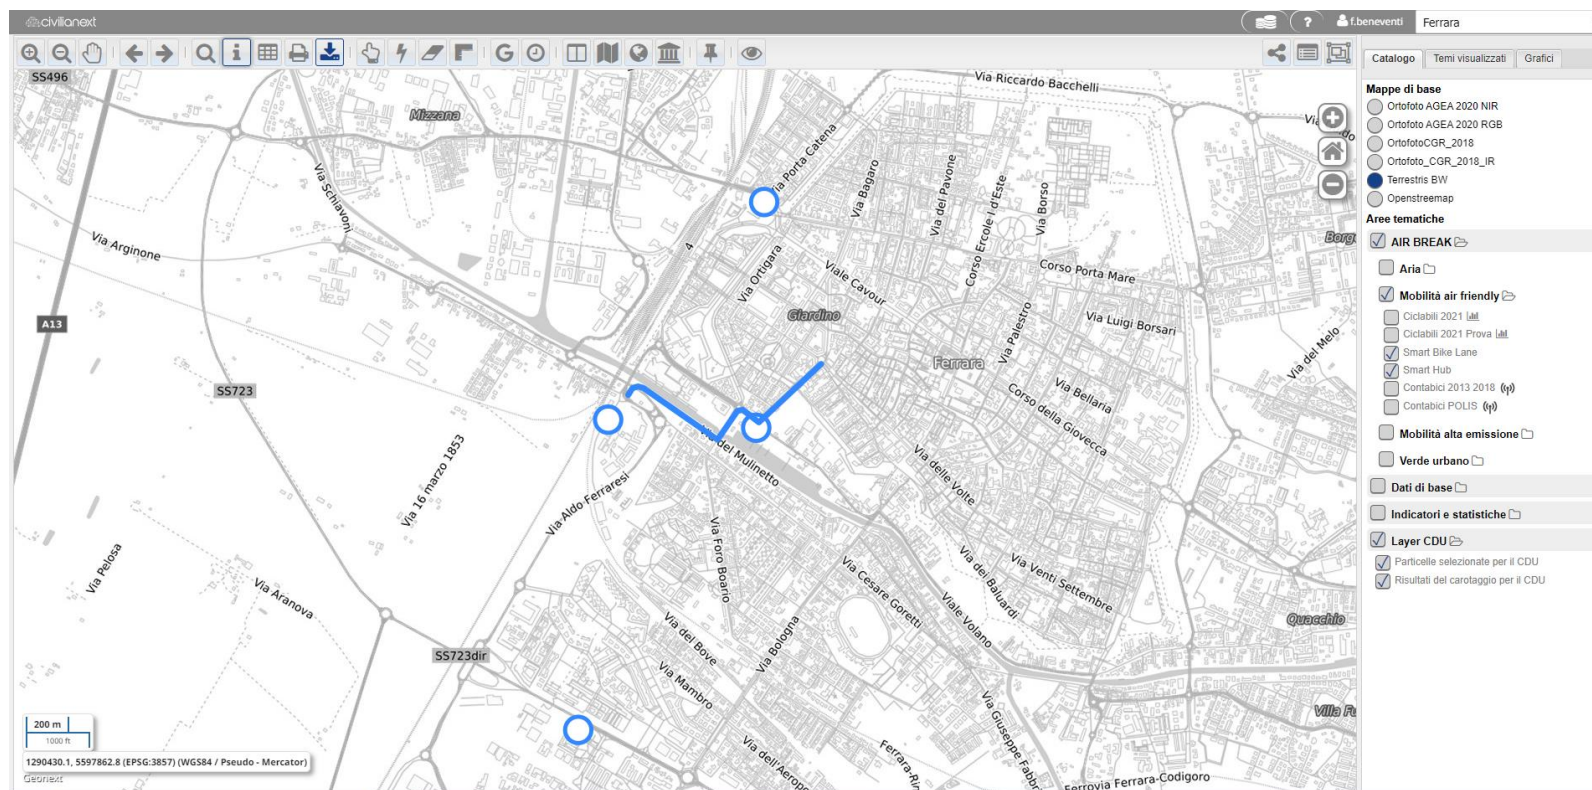 civilianext
?
f.beneventi
Ferrara
G
Catalogo
Temi visualizzati
Grafici
Mappe di base
Ortofoto AGEA 2020 NIR
Ortofoto AGEA 2020 RGB
OrtofotoCGR_2018
Ortofoto_CGR_2018_IR
Terrestris BW
Openstreemap
Aree tematiche
AIR BREAK
Aria
Mobilità air friendly
Ciclabili 2021
Ciclabili 2021 Prova
Smart Bike Lane
Smart Hub
Contabici 2013 2018
Contabici POLIS
Mobilità alta emissione
Verde urbano
Dati di base
Indicatori e statistiche
Layer CDU
Particelle selezionate per il CDU
Risultati del carotaggio per il CDU
SS496
Mizzana
Via Riccardo Bacchelli
Via Porta Catena
Via Bagaro
Via del Pavone
Corso Ercole I d'Este
Via Borso
Via Schiavoni
Via Arginone
4
Via Ortigara
Viale Cavour
Corso Porta Mare
Giardino
Via Palestro
Via Luigi Borsari
Via del Melo
A13
Ferrara
SS723
Via Bellaria
Corso della Giovecca
Via del Mulinetto
Via delle Volte
Via 16 marzo 1853
Via Aldo Ferraresi
Via Foro Boario
Via Pelosa
Via Aranova
Via Cesare Goretti
Via dei Baluardi
Via Venti Settembre
Viale Volano
Quacchio
Via del Bove
Via Bologna
SS723dir
Via Mambro
Via Giuseppe Fabbri
Villa Fu
Via dell'Aeropo
Ferrara-Ri
Ferrovia Ferrara-Codigoro
200 m
1000 ft
1290430.1, 5597862.8 (EPSG:3857) (WGS84 / Pseudo - Mercator)
Geonext